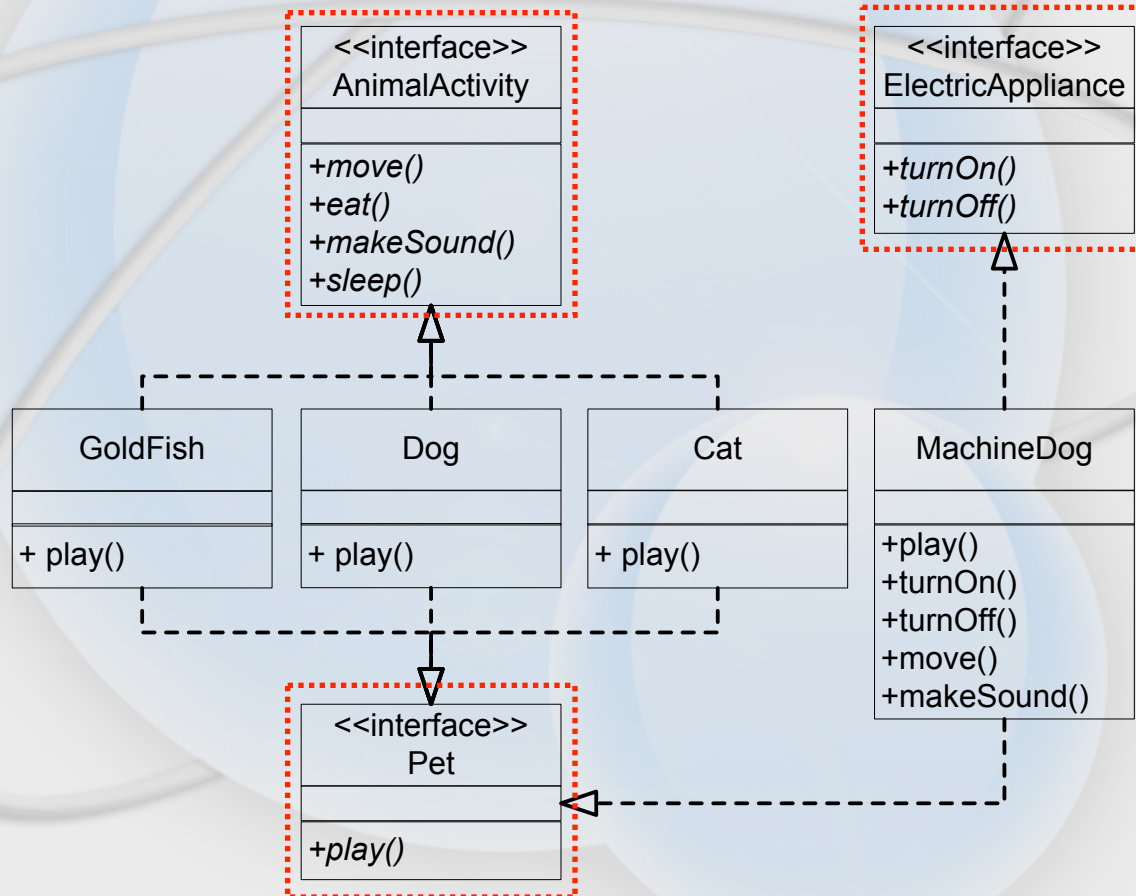 <<interface>>
AnimalActivity
+move()
+eat()
+makeSound()
+sleep()
<<interface>>
ElectricAppliance
+turnOn()
+turnOff()
GoldFish
+ play()
Dog
+ play()
Cat
+ play()
MachineDog
+play()
+turnOn()
+turnOff()
+move()
+makeSound()
<<interface>>
Pet
+play()